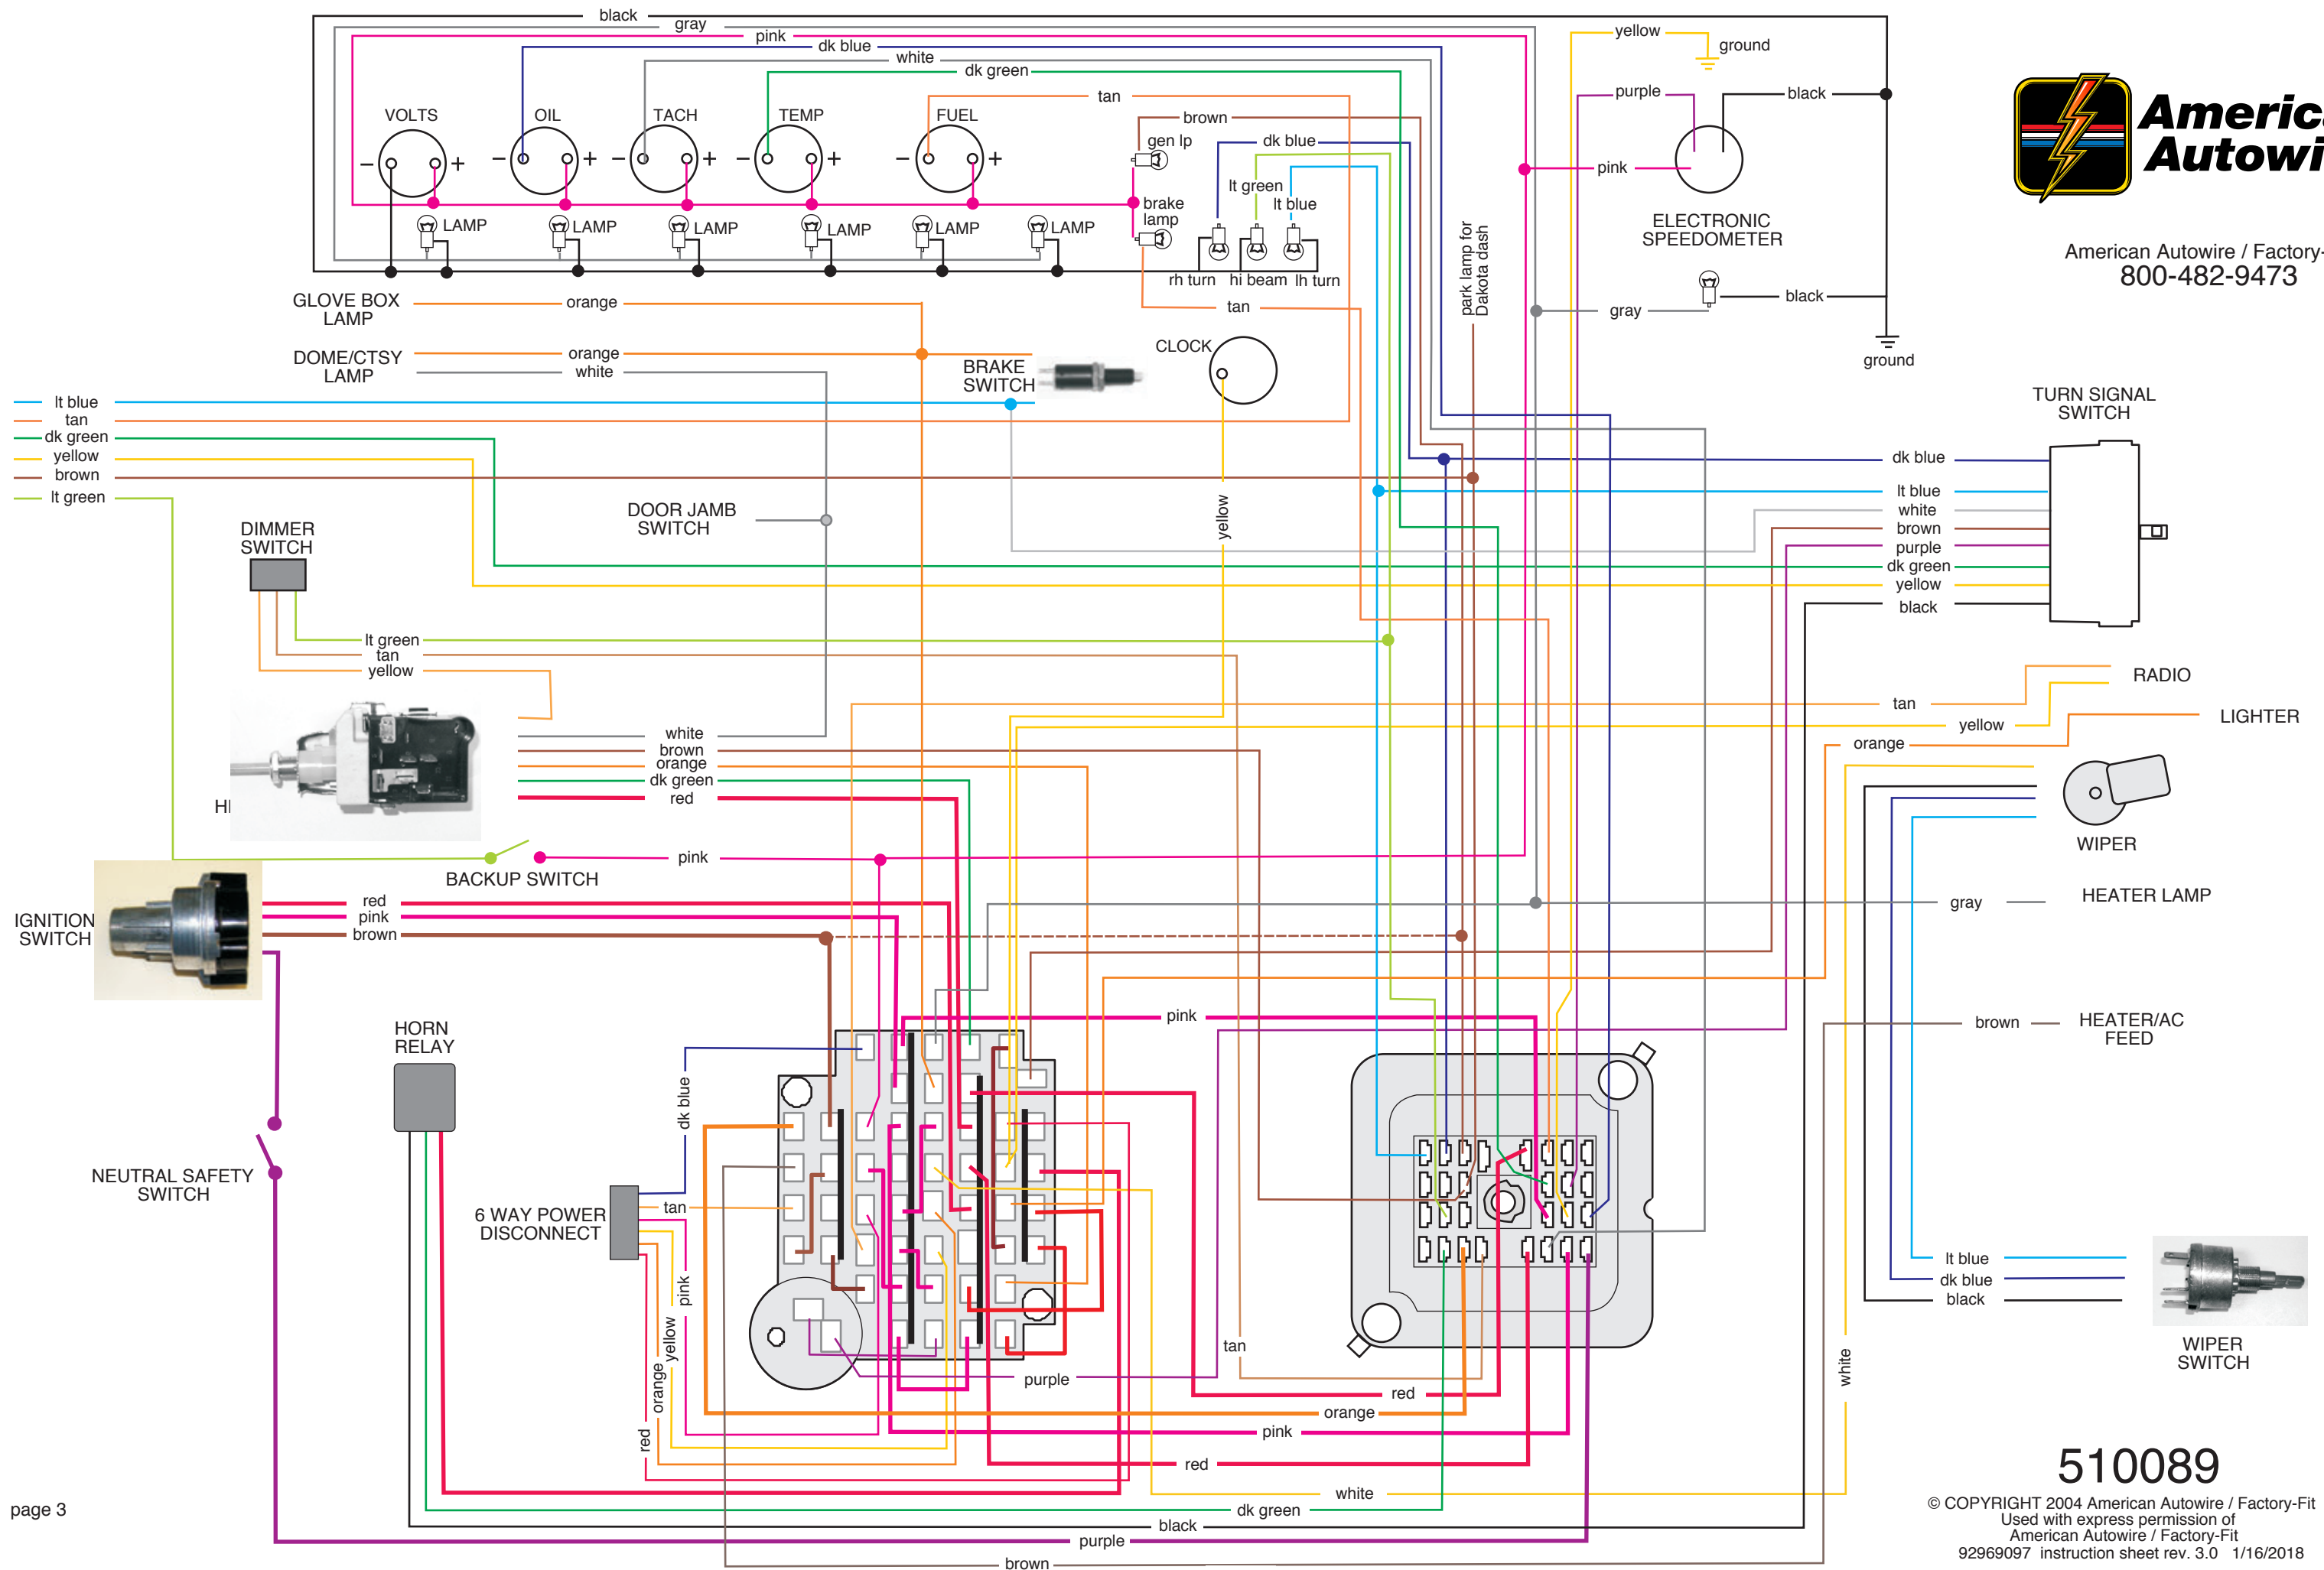 black
gray
pink
dk blue
white
dk green
tan
brown
yellow
ground
purple
black
VOLTS
OIL
TACH
TEMP
FUEL
gen lp
dk blue
pink
- +
- +
- +
- +
- +
lt green
lt blue
brake
lamp
LAMP
LAMP
LAMP
LAMP
LAMP
LAMP
rh turn
hi beam
lh turn
tan
park lamp for
Dakota dash
ELECTRONIC
SPEEDOMETER
gray
black
ground
American Autowire / Factory-
800-482-9473
GLOVE BOX
LAMP
orange
DOME/CTSY
LAMP
orange
white
BRAKE
SWITCH
CLOCK
yellow
lt blue
tan
dk green
yellow
brown
lt green
DOOR JAMB
SWITCH
TURN SIGNAL
SWITCH
dk blue
lt blue
white
brown
purple
dk green
yellow
black
DIMMER
SWITCH
lt green
tan
yellow
white
brown
orange
dk green
red
tan
RADIO
yellow
LIGHTER
orange
WIPER
pink
BACKUP SWITCH
IGNITION
SWITCH
red
pink
brown
gray
HEATER LAMP
brown
HEATER/AC
FEED
HORN
RELAY
pink
dk blue
NEUTRAL SAFETY
SWITCH
6 WAY POWER
DISCONNECT
tan
pink
yellow
orange
red
purple
tan
red
orange
pink
red
white
dk green
black
purple
brown
white
lt blue
dk blue
black
WIPER
SWITCH
510089
© COPYRIGHT 2004 American Autowire / Factory-Fit
Used with express permission of
American Autowire / Factory-Fit
92969097 instruction sheet rev. 3.0 1/16/2018
page 3